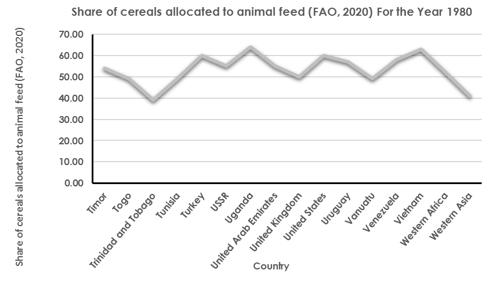 Share of cereals allocated to animal feed (FAO, 2020) For the Year 1980
Share of cereals allocated to animal feed (FAO, 2020)
70.00
60.00
50.00
40.00
30.00
20.00
10.00
0.00
Timor
Togo
Trinidad and Tobago
Tunisia
Turkey
USSR
Uganda
United Arab Emirates
United Kingdom
United States
Uruguay
Vanuatu
Venezuela
Vietnam
Western Africa
Western Asia
Country